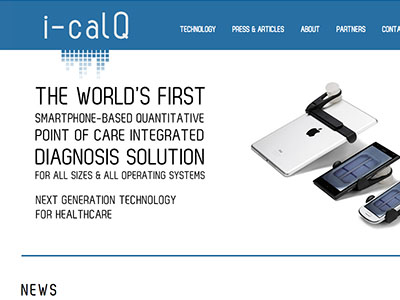 i-calQ
TECHNOLOGY PRESS & ARTICLES ABOUT PARTNERS CONTA
THE WORLD'S FIRST
SMARTPHONE-BASED QUANTITATIVE
POINT OF CARE INTEGRATED
DIAGNOSIS SOLUTION
FOR ALL SIZES & ALL OPERATING SYSTEMS
NEXT GENERATION TECHNOLOGY
FOR HEALTHCARE
NEWS